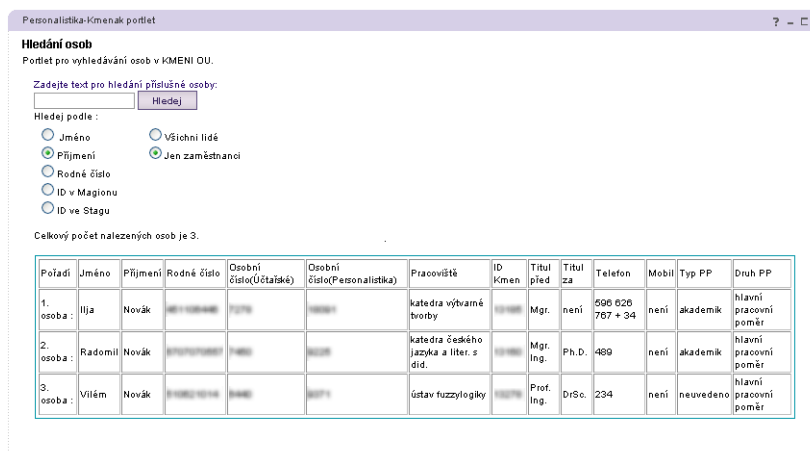 Personalistika-Kmenak portlet ? – □
Hledání osob
Portlet pro vyhledávání osob v KMENI OU.
Zadejte text pro hledání příslušné osoby:
Hledej
Hledej podle :
Jméno Všichni lidé
Příjmení Jen zaměstnanci
Rodné číslo
ID v Magionu
ID ve Stagu
Celkový počet nalezených osob je 3.
Pořadí Jméno Příjmení Rodné číslo Osobní číslo(Účtařské) Osobní číslo(Personalistika) Pracoviště ID Kmen Titul před Titul za Telefon Mobil Typ PP Druh PP
1. osoba : Ilja Novák katedra výtvarné tvorby Mgr. není 596 626 767 + 34 není akademik hlavní pracovní poměr
2. osoba : Radomil Novák katedra českého jazyka a liter. s did. Mgr. Ing. Ph.D. 489 není akademik hlavní pracovní poměr
3. osoba : Vilém Novák ústav fuzzylogiky Prof. Ing. DrSc. 234 není neuvedeno hlavní pracovní poměr